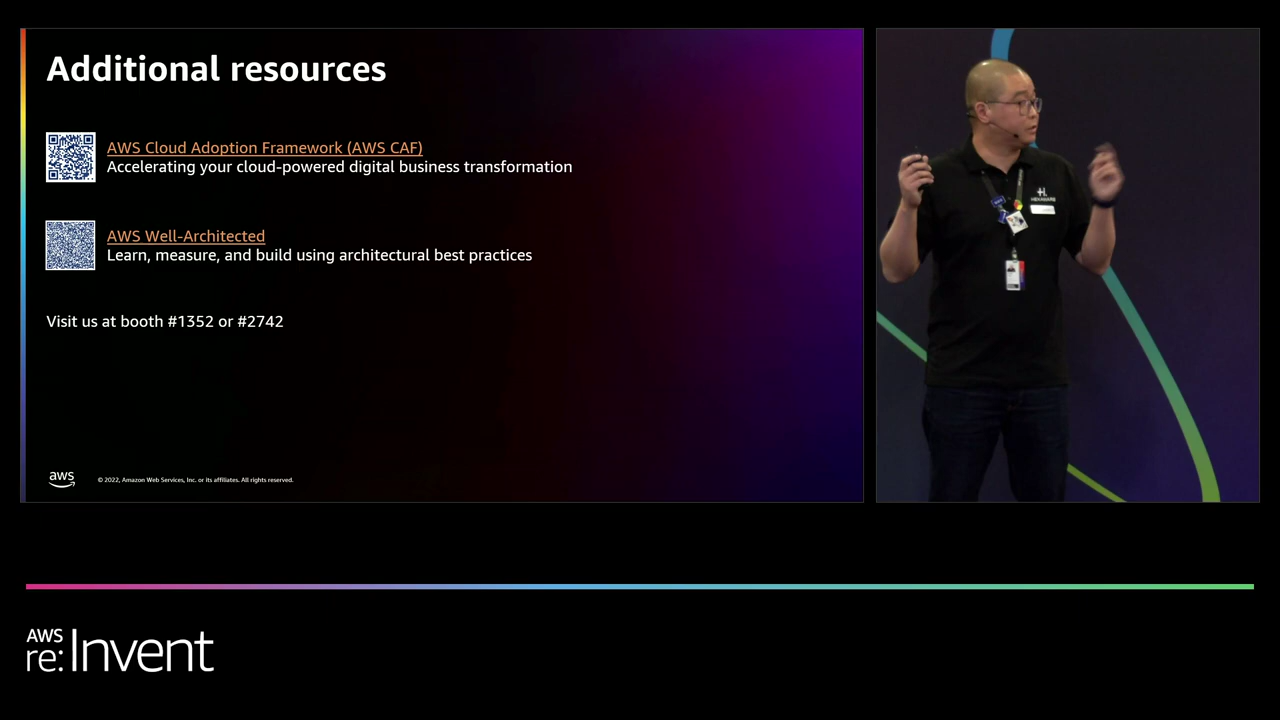 Additional resources
AWS Cloud Adoption Framework (AWS CAF)
Accelerating your cloud-powered digital business transformation
AWS Well-Architected
Learn, measure, and build using architectural best practices
Visit us at booth #1352 or #2742
aws
© 2022, Amazon Web Services, Inc. or its affiliates. All rights reserved.
HEXAWARE
AWS
re:Invent